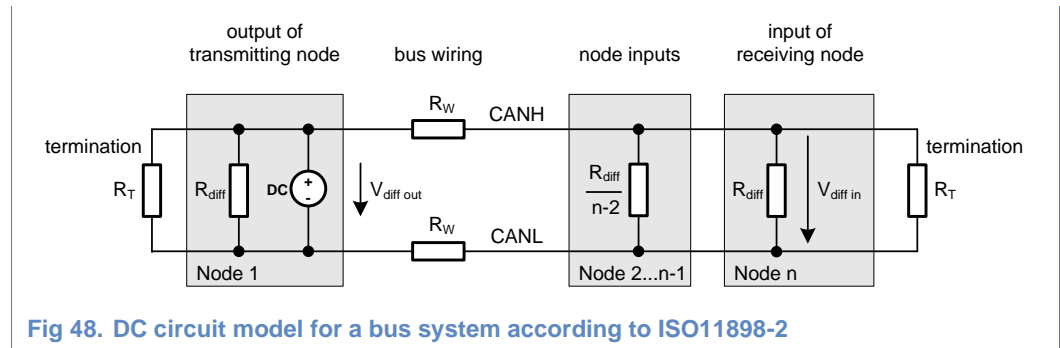 output of
transmitting node
bus wiring
node inputs
input of
receiving node
R_W
CANH
termination
termination
R_T
R_diff
DC
+
-
V_diff out
R_diff
n-2
R_diff
V_diff in
R_T
R_W
CANL
Node 1
Node 2...n-1
Node n
Fig 48. DC circuit model for a bus system according to ISO11898-2